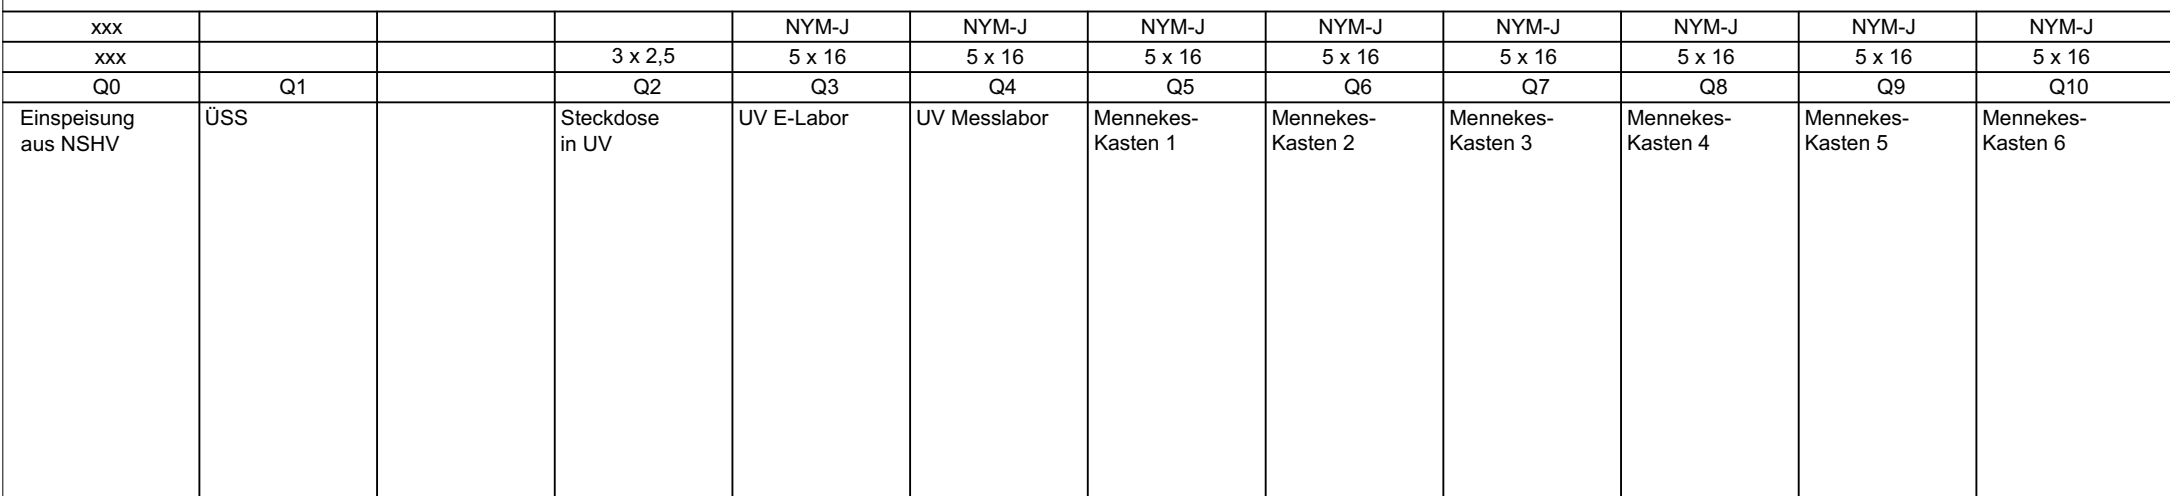 xxx NYM-J NYM-J NYM-J NYM-J NYM-J NYM-J NYM-J NYM-J
xxx 3 x 2,5 5 x 16 5 x 16 5 x 16 5 x 16 5 x 16 5 x 16 5 x 16 5 x 16
Q0 Q1 Q2 Q3 Q4 Q5 Q6 Q7 Q8 Q9 Q10
Einspeisung ÜSS Steckdose UV E-Labor UV Messlabor Mennekes- Mennekes- Mennekes- Mennekes- Mennekes- Mennekes-
aus NSHV in UV Kasten 1 Kasten 2 Kasten 3 Kasten 4 Kasten 5 Kasten 6